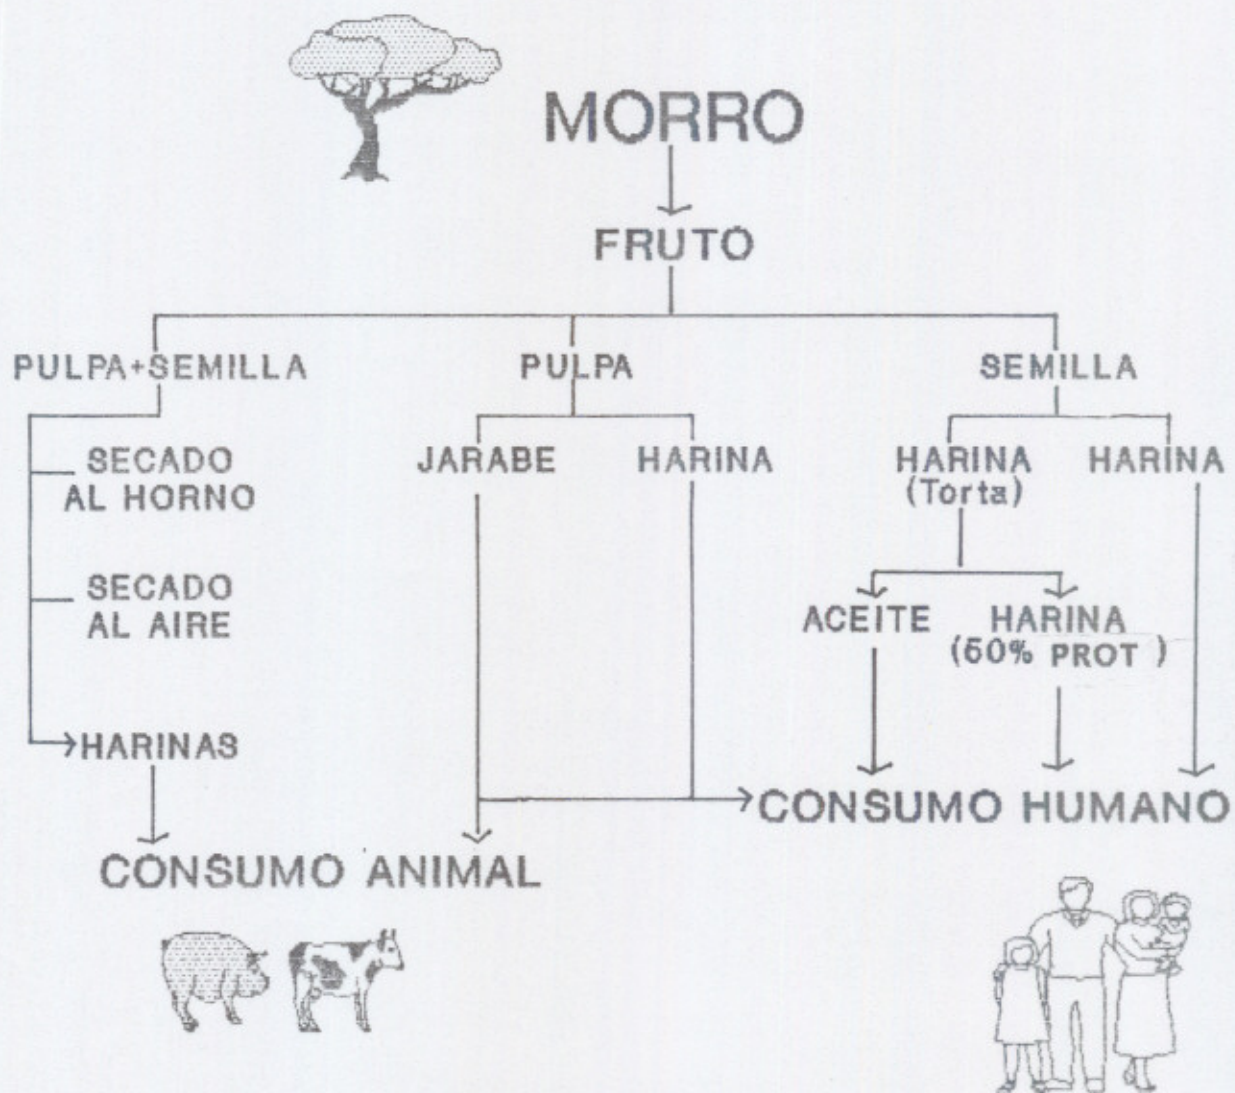 MORRO
FRUTO
PULPA+SEMILLA
PULPA
SEMILLA
SECADO
AL HORNO
JARABE
HARINA
HARINA
(Torta)
HARINA
SECADO
AL AIRE
ACEITE
HARINA
(60% PROT )
HARINAS
CONSUMO HUMANO
CONSUMO ANIMAL